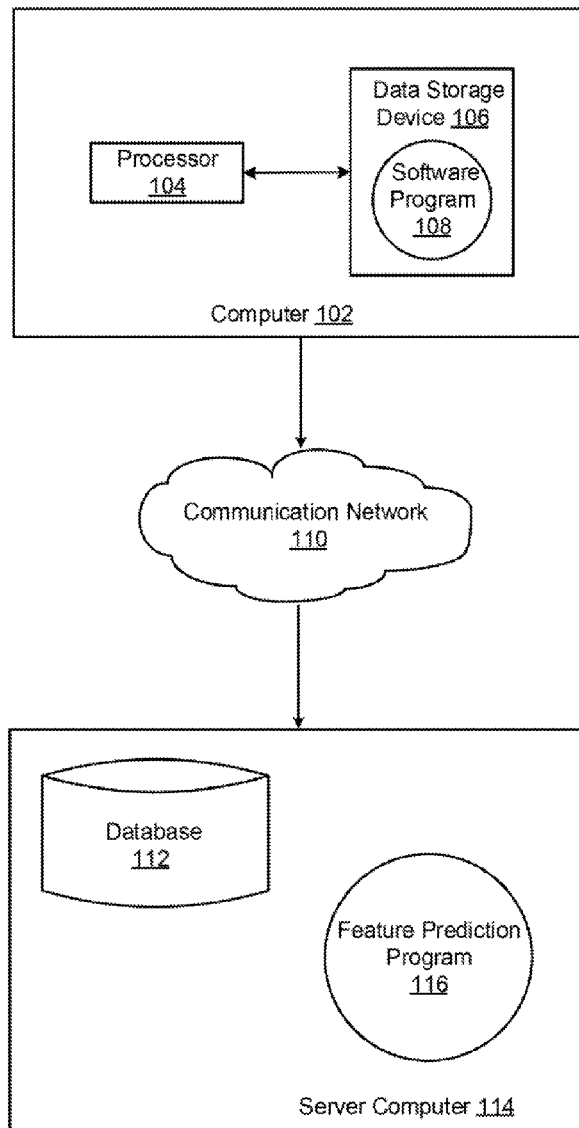 Data Storage
Device 106
Processor
104
Software
Program
108
Computer 102
Communication Network
110
Database
112
Feature Prediction
Program
116
Server Computer 114